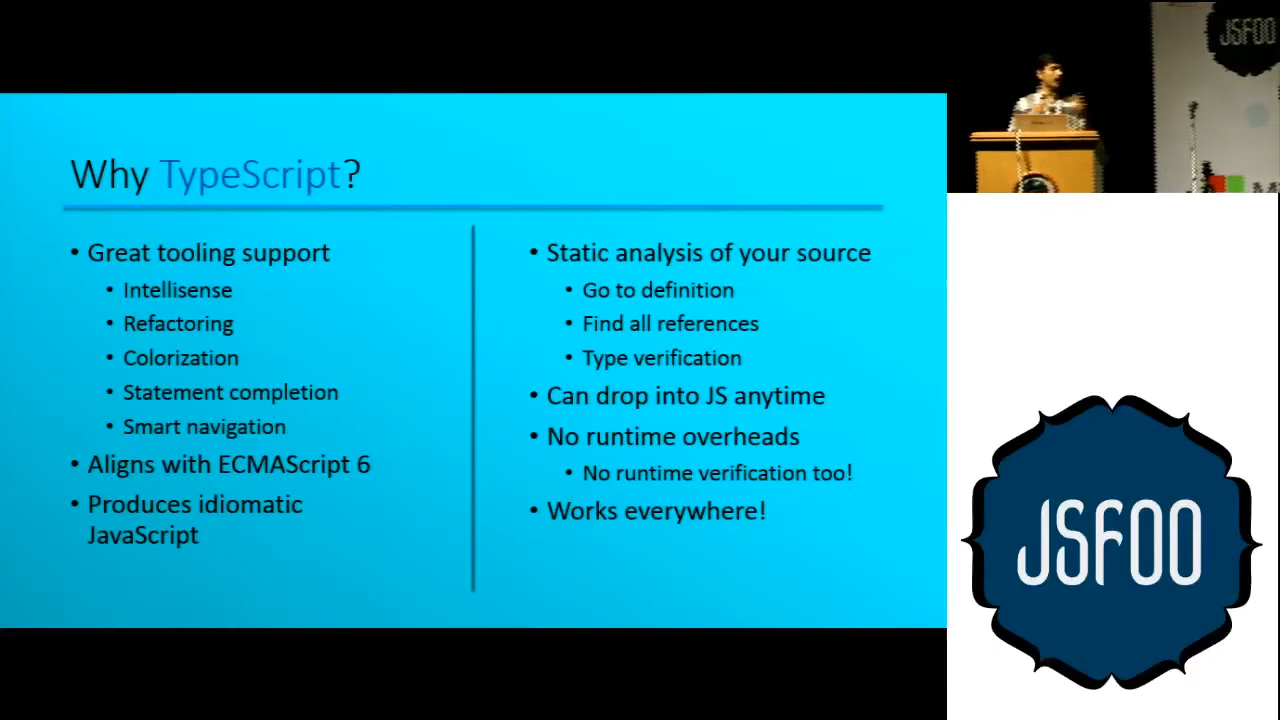 Why TypeScript?
• Great tooling support
• Intellisense
• Refactoring
• Colorization
• Statement completion
• Smart navigation
• Aligns with ECMAScript 6
• Produces idiomatic
JavaScript
• Static analysis of your source
• Go to definition
• Find all references
• Type verification
• Can drop into JS anytime
• No runtime overheads
• No runtime verification too!
• Works everywhere!
JSFOO
JSFOO